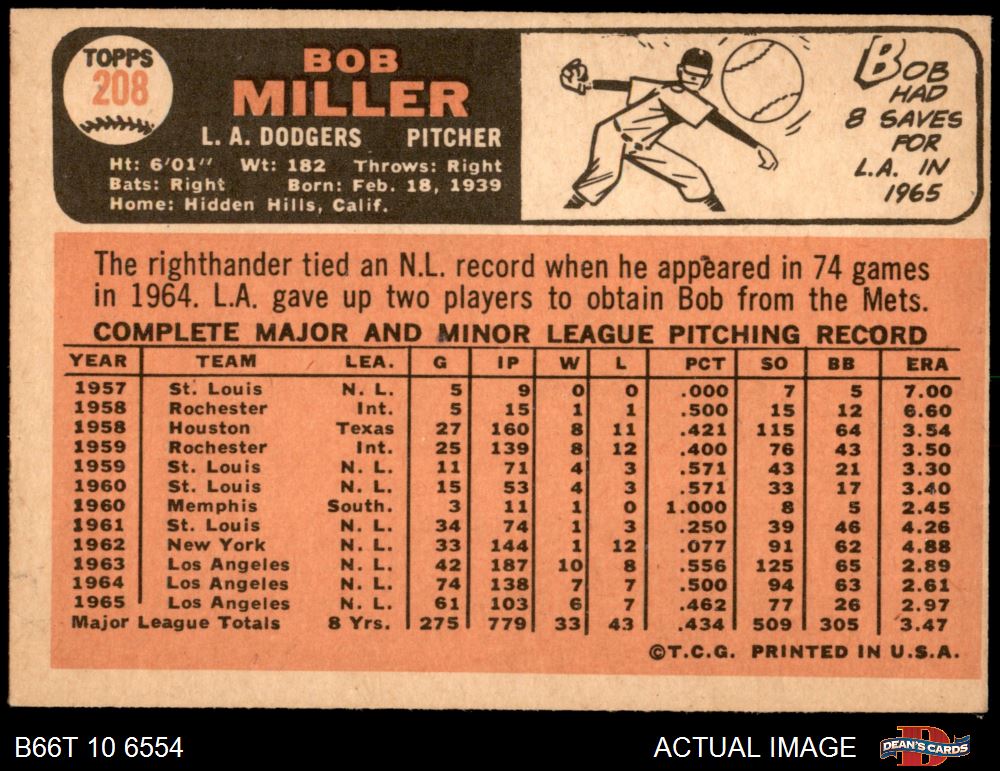 TOPPS
208
BOB
MILLER
L. A. DODGERS PITCHER
Ht: 6'01" Wt: 182 Throws: Right
Bats: Right Born: Feb. 18, 1939
Home: Hidden Hills, Calif.
BOB
HAD
8 SAVES
FOR
L.A. IN
1965
The righthander tied an N.L. record when he appeared in 74 games
in 1964. L.A. gave up two players to obtain Bob from the Mets.
COMPLETE MAJOR AND MINOR LEAGUE PITCHING RECORD
YEAR TEAM LEA. G IP W L PCT SO BB ERA
1957 St. Louis N. L. 5 9 0 0 .000 7 5 7.00
1958 Rochester Int. 5 15 1 1 .500 15 12 6.60
1958 Houston Texas 27 160 8 11 .421 115 64 3.54
1959 Rochester Int. 25 139 8 12 .400 76 43 3.50
1959 St. Louis N. L. 11 71 4 3 .571 43 21 3.30
1960 St. Louis N. L. 15 53 4 3 .571 33 17 3.40
1960 Memphis South. 3 11 1 0 1.000 8 5 2.45
1961 St. Louis N. L. 34 74 1 3 .250 39 46 4.26
1962 New York N. L. 33 144 1 12 .077 91 62 4.88
1963 Los Angeles N. L. 42 187 10 8 .556 125 65 2.89
1964 Los Angeles N. L. 74 138 7 7 .500 94 63 2.61
1965 Los Angeles N. L. 61 103 6 7 .462 77 26 2.97
Major League Totals 8 Yrs. 275 779 33 43 .434 509 305 3.47
©T.C.G. PRINTED IN U.S.A.
B66T 10 6554
ACTUAL IMAGE
DEAN'S CARDS